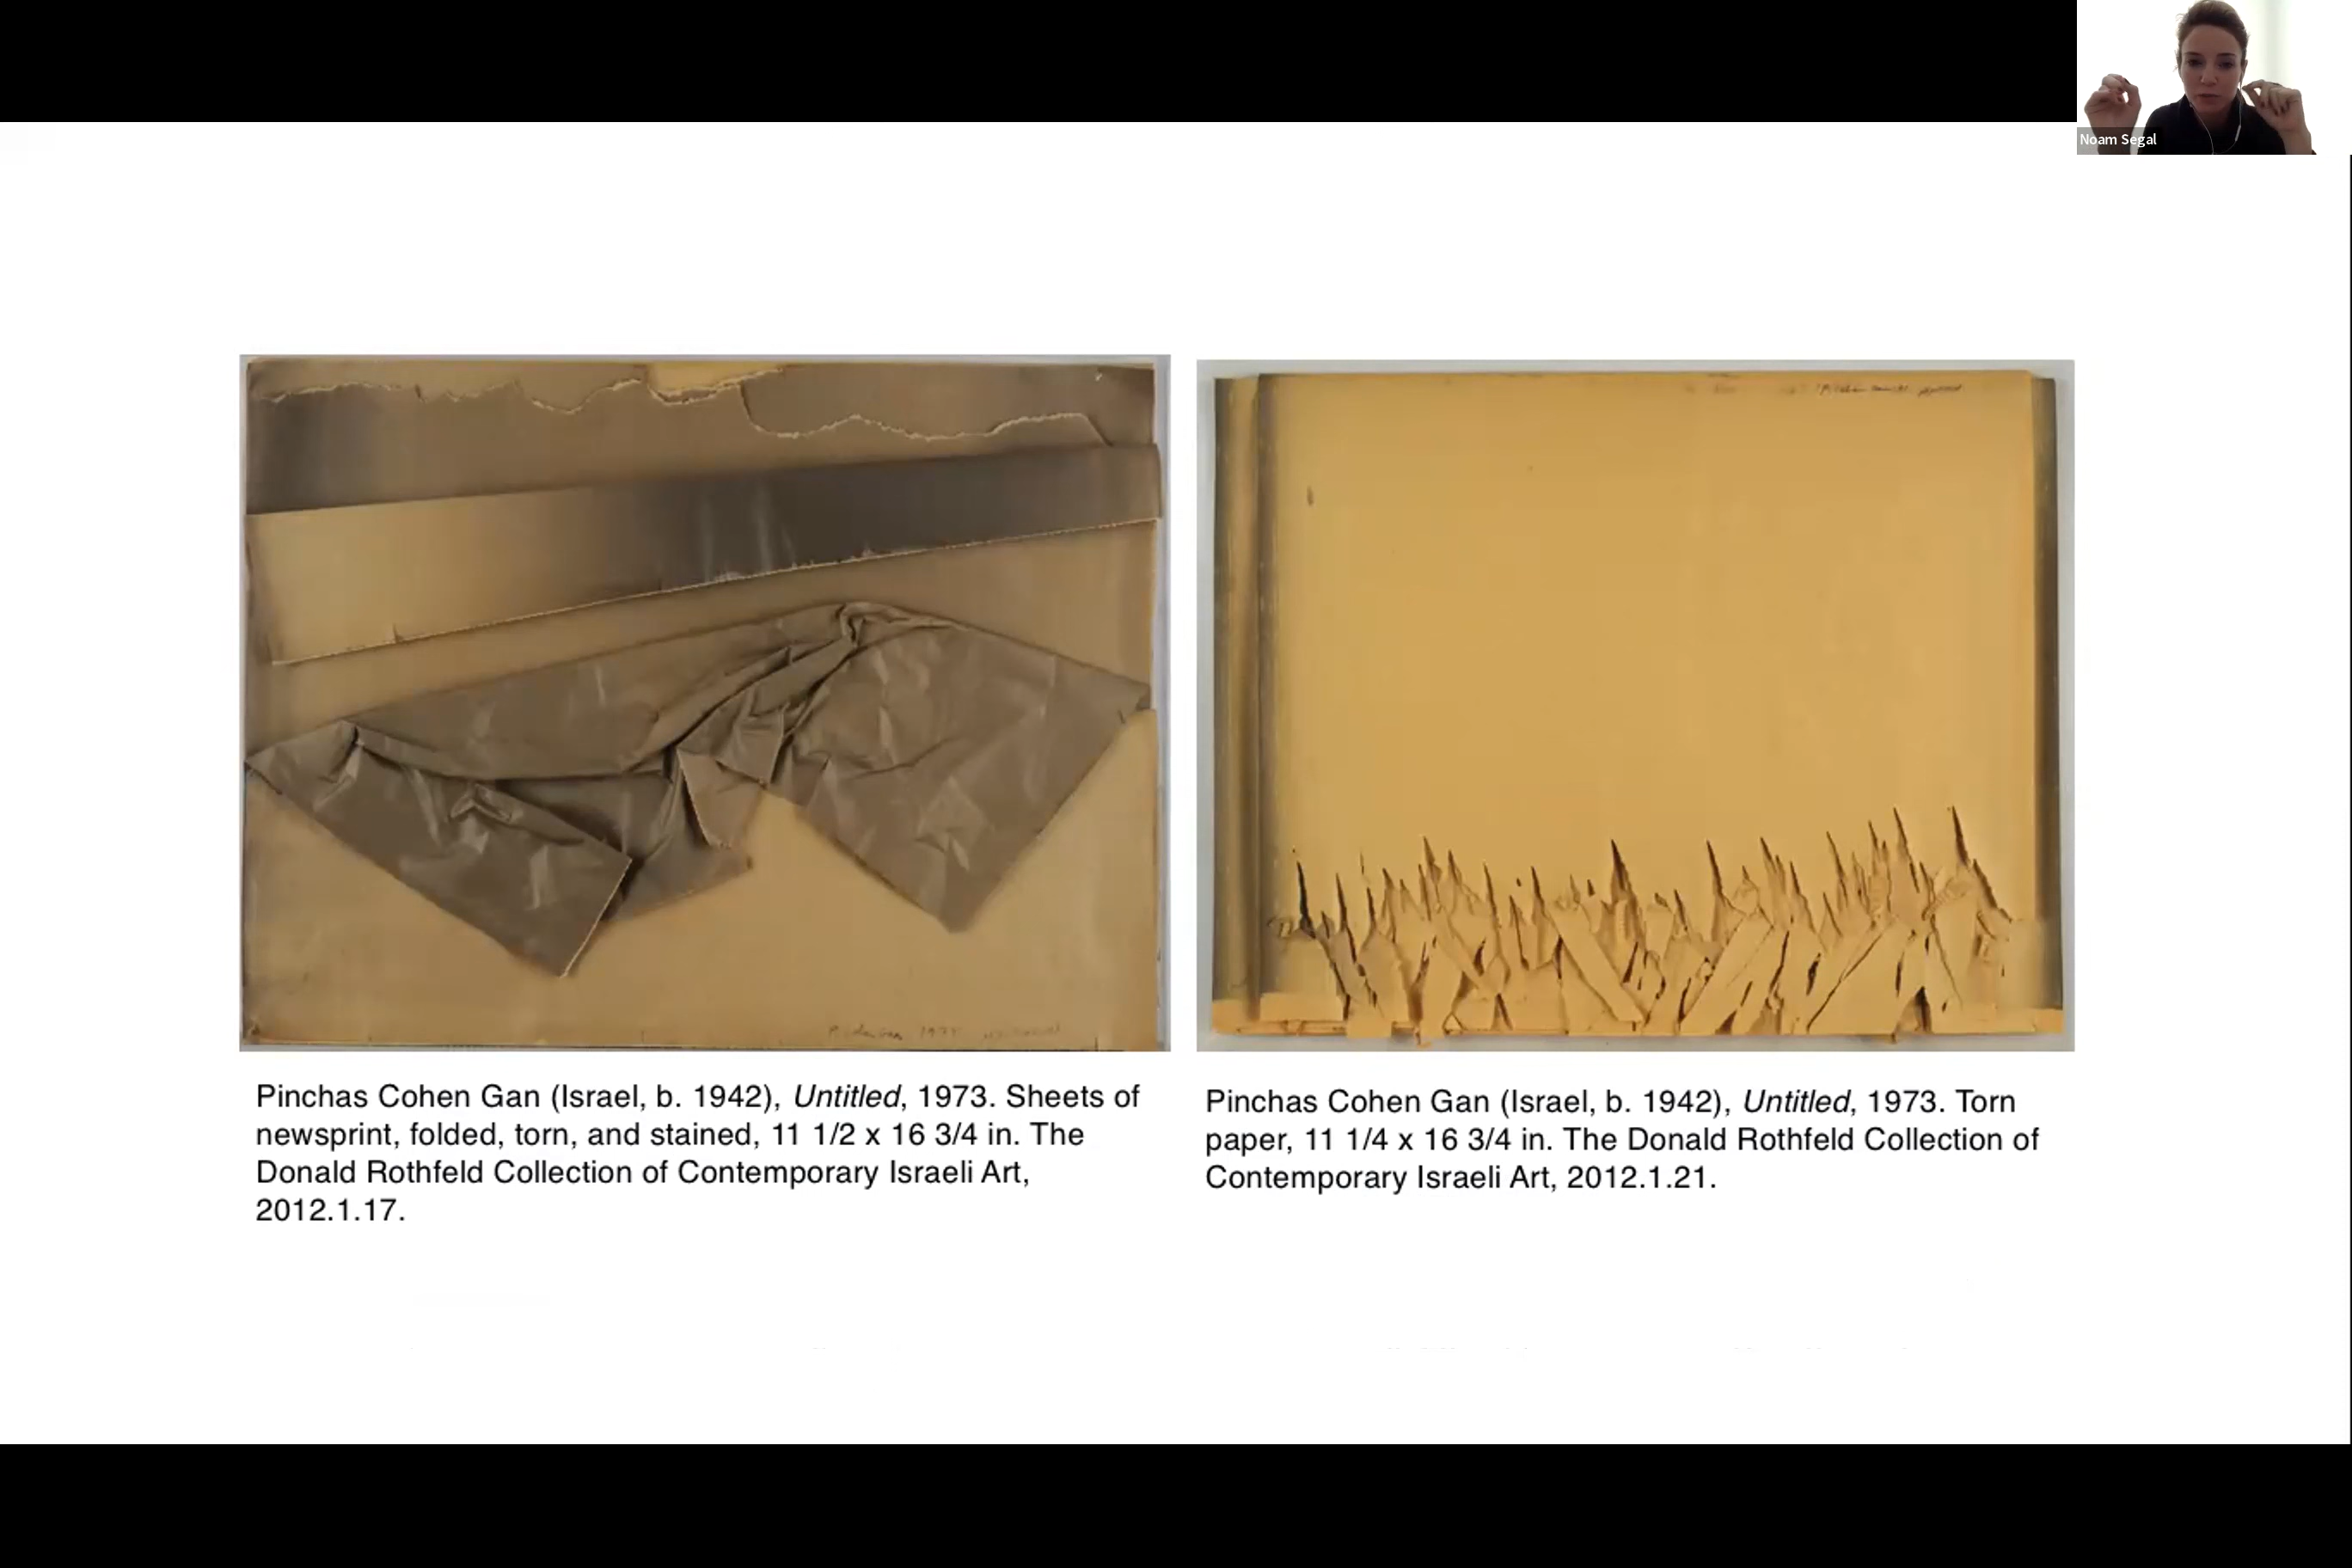 Noam Segal
Pinchas Cohen Gan (Israel, b. 1942), Untitled, 1973. Sheets of
newsprint, folded, torn, and stained, 11 1/2 x 16 3/4 in. The
Donald Rothfeld Collection of Contemporary Israeli Art,
2012.1.17.
Pinchas Cohen Gan (Israel, b. 1942), Untitled, 1973. Torn
paper, 11 1/4 x 16 3/4 in. The Donald Rothfeld Collection of
Contemporary Israeli Art, 2012.1.21.